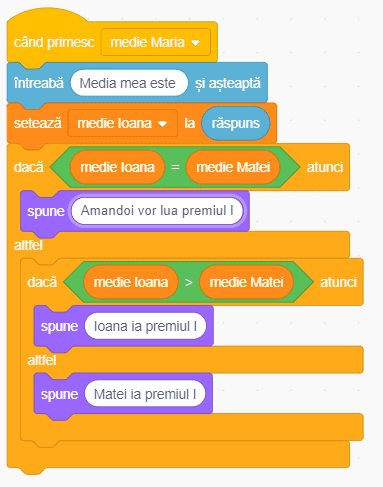 când primesc medie Maria
întreabă Media mea este și așteaptă
setează medie Ioana la răspuns
dacă medie Ioana = medie Matei atunci
spune Amandoi vor lua premiul I
altfel
dacă medie Ioana > medie Matei atunci
spune Ioana ia premiul I
altfel
spune Matei ia premiul I